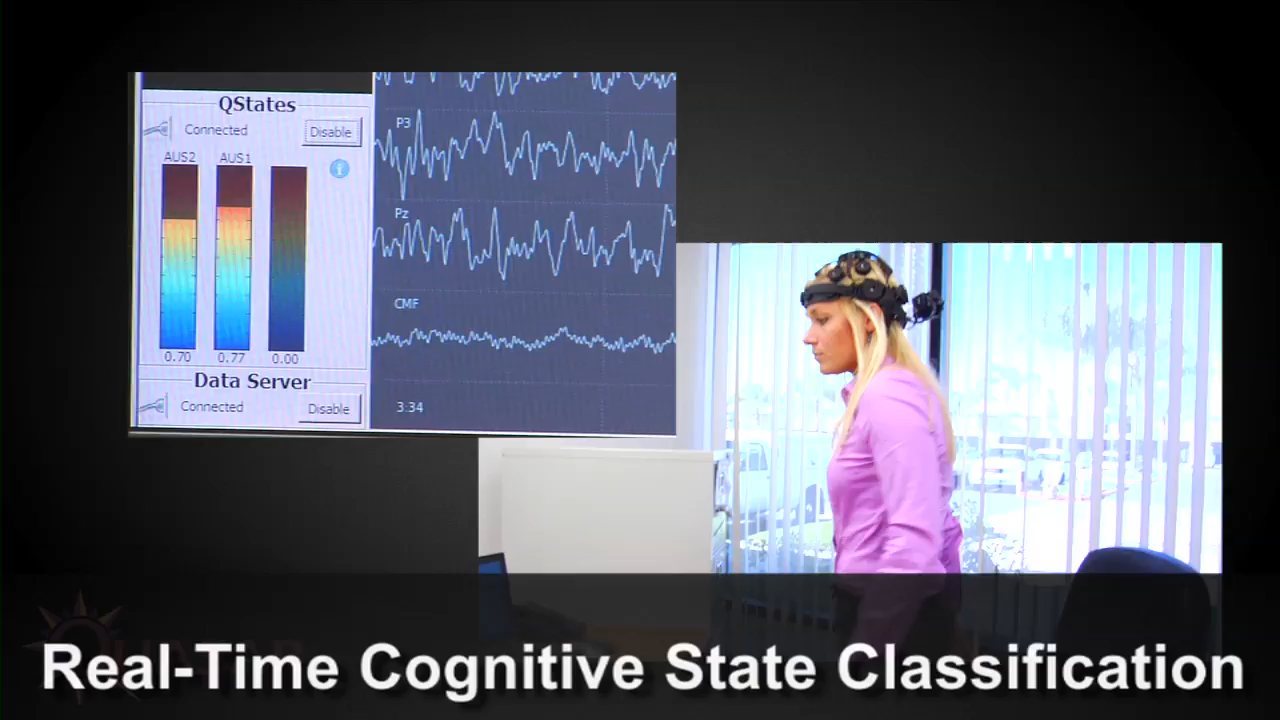 QStates
Connected
Disable
AUS2 AUS1
0.70 0.77 0.00
Data Server
Connected
Disable
P3
Pz
CMF
3:34
Real-Time Cognitive State Classification